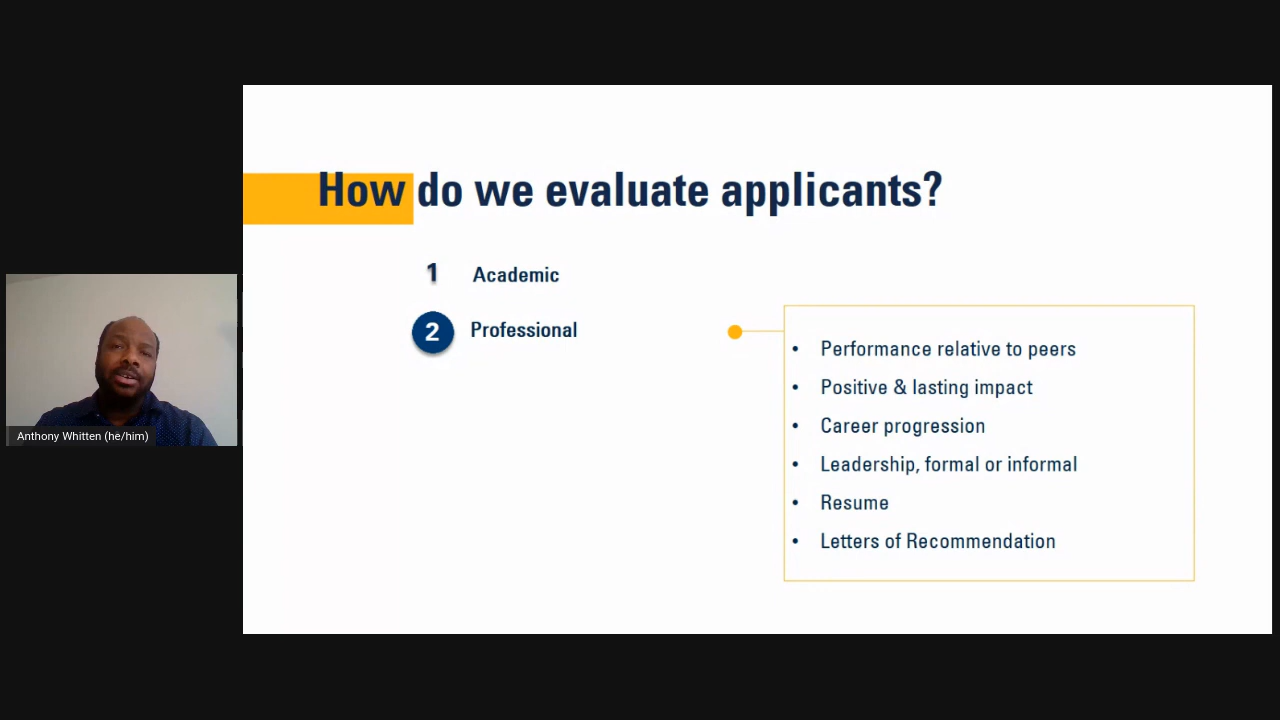 How do we evaluate applicants?
1 Academic
2 Professional
• Performance relative to peers
• Positive & lasting impact
• Career progression
• Leadership, formal or informal
• Resume
• Letters of Recommendation
Anthony Whitten (he/him)